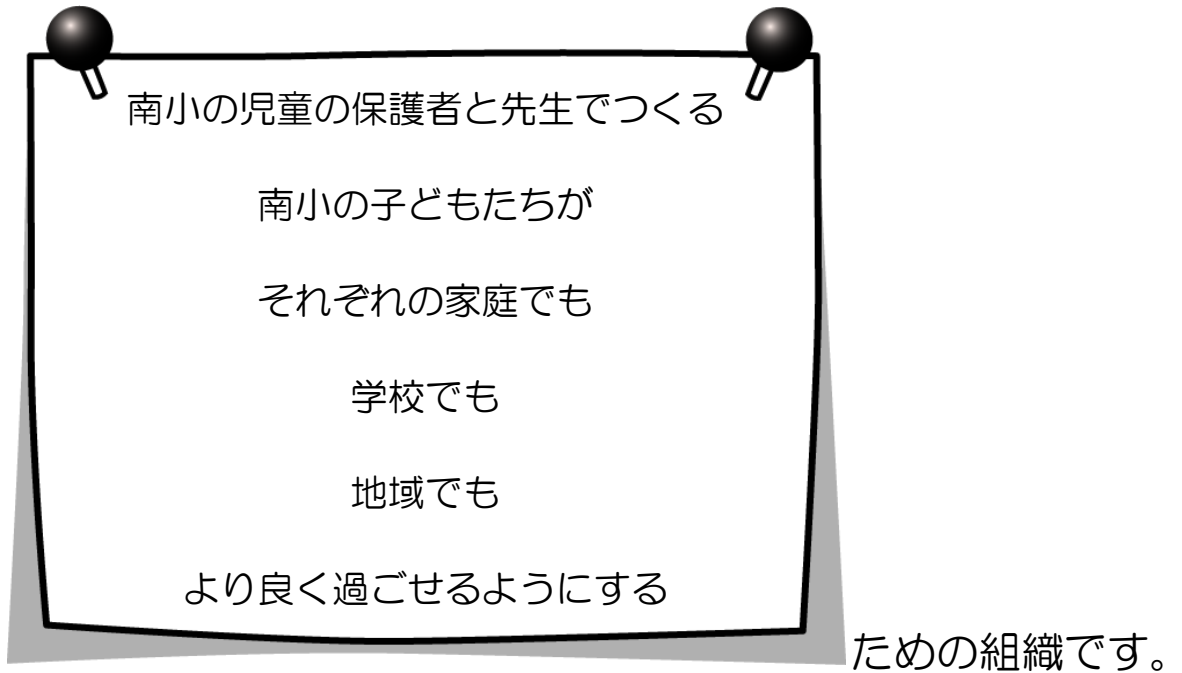 南小の児童の保護者と先生でつくる
南小の子どもたちが
それぞれの家庭でも
学校でも
地域でも
より良く過ごせるようにする
ための組織です。